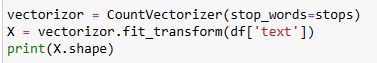 vectorizor = CountVectorizer(stop_words=stops)
X = vectorizor.fit_transform(df['text'])
print(X.shape)